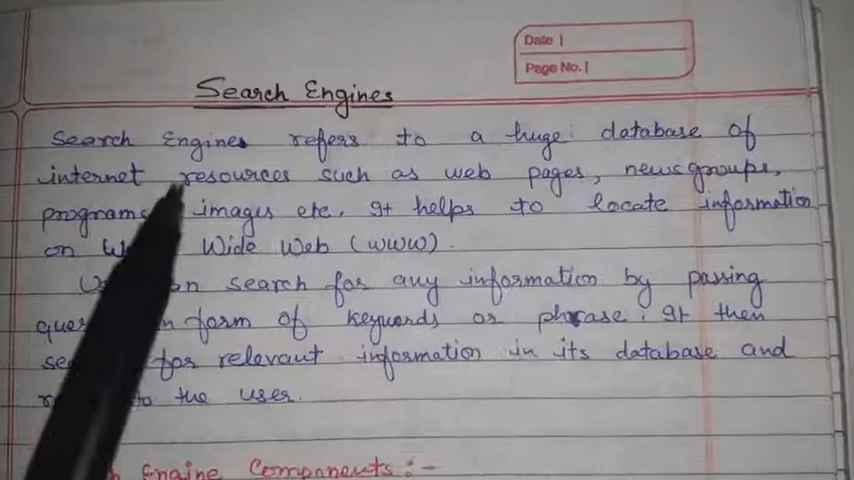 Date
Page No.
Search Engines
Search Engines refers to a huge database of
internet resources such as web pages, newsgroups,
programs images etc. It helps to locate information
on Wide Web (WWW).
search for any information by passing
in form of keywords or phrase. It then
for relevant information in its database and
to the user.
Engine Components :-